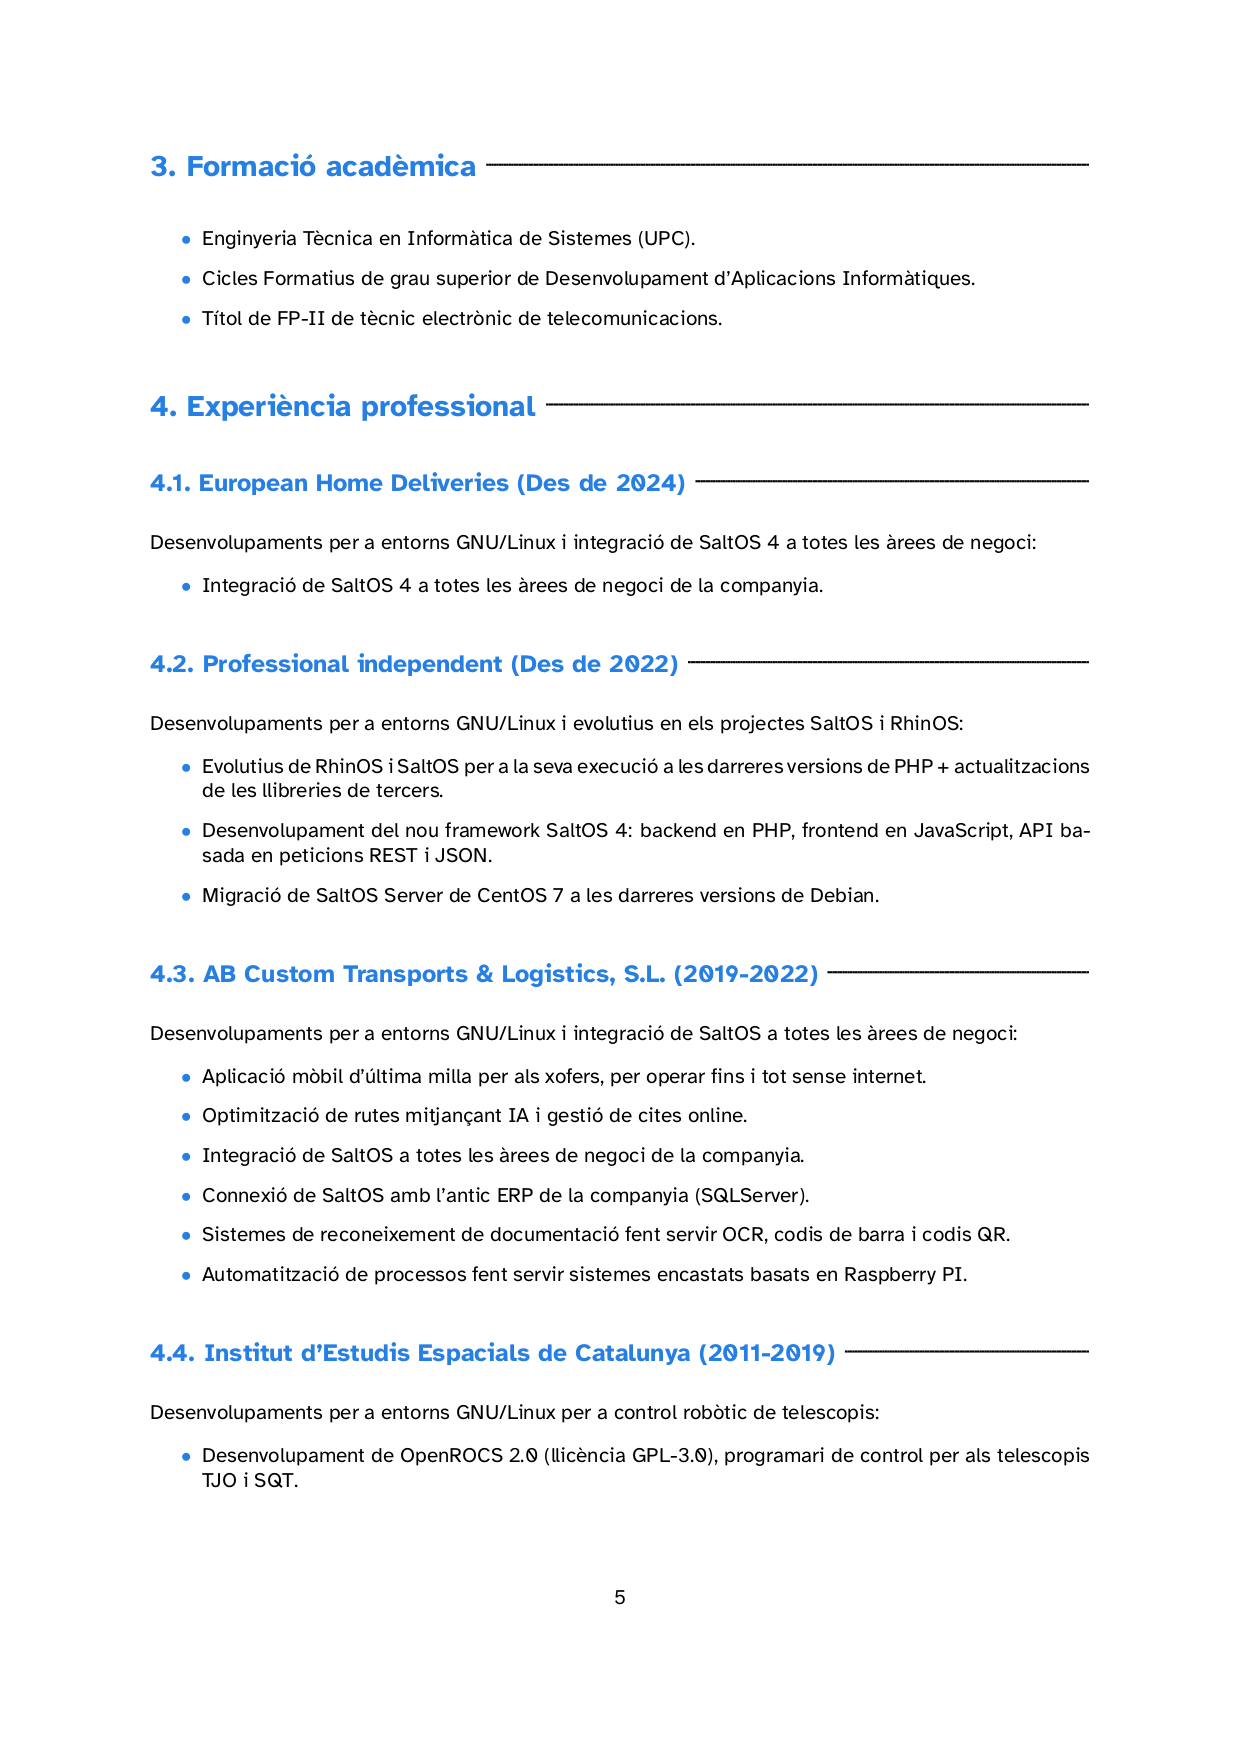 3. Formació acadèmica
• Enginyeria Tècnica en Informàtica de Sistemes (UPC).
• Cicles Formatius de grau superior de Desenvolupament d’Aplicacions Informàtiques.
• Títol de FP-II de tècnic electrònic de telecomunicacions.
4. Experiència professional
4.1. European Home Deliveries (Des de 2024)
Desenvolupaments per a entorns GNU/Linux i integració de SaltOS 4 a totes les àrees de negoci:
• Integració de SaltOS 4 a totes les àrees de negoci de la companyia.
4.2. Professional independent (Des de 2022)
Desenvolupaments per a entorns GNU/Linux i evolutius en els projectes SaltOS i RhinOS:
• Evolutius de RhinOS i SaltOS per a la seva execució a les darreres versions de PHP + actualitzacions
de les llibreries de tercers.
• Desenvolupament del nou framework SaltOS 4: backend en PHP, frontend en JavaScript, API ba-
sada en peticions REST i JSON.
• Migració de SaltOS Server de CentOS 7 a les darreres versions de Debian.
4.3. AB Custom Transports & Logistics, S.L. (2019-2022)
Desenvolupaments per a entorns GNU/Linux i integració de SaltOS a totes les àrees de negoci:
• Aplicació mòbil d’última milla per als xofers, per operar fins i tot sense internet.
• Optimització de rutes mitjançant IA i gestió de cites online.
• Integració de SaltOS a totes les àrees de negoci de la companyia.
• Connexió de SaltOS amb l’antic ERP de la companyia (SQLServer).
• Sistemes de reconeixement de documentació fent servir OCR, codis de barra i codis QR.
• Automatització de processos fent servir sistemes encastats basats en Raspberry PI.
4.4. Institut d’Estudis Espacials de Catalunya (2011-2019)
Desenvolupaments per a entorns GNU/Linux per a control robòtic de telescopis:
• Desenvolupament de OpenROCS 2.0 (llicència GPL-3.0), programari de control per als telescopis
TJO i SQT.
5